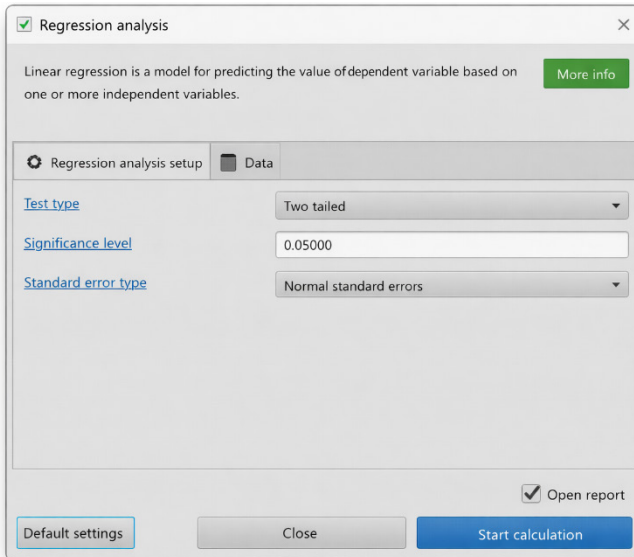 Regression analysis
Linear regression is a model for predicting the value of dependent variable based on
one or more independent variables.
More info
Regression analysis setup
Data
Test type
Two tailed
Significance level
0.05000
Standard error type
Normal standard errors
Open report
Default settings
Close
Start calculation